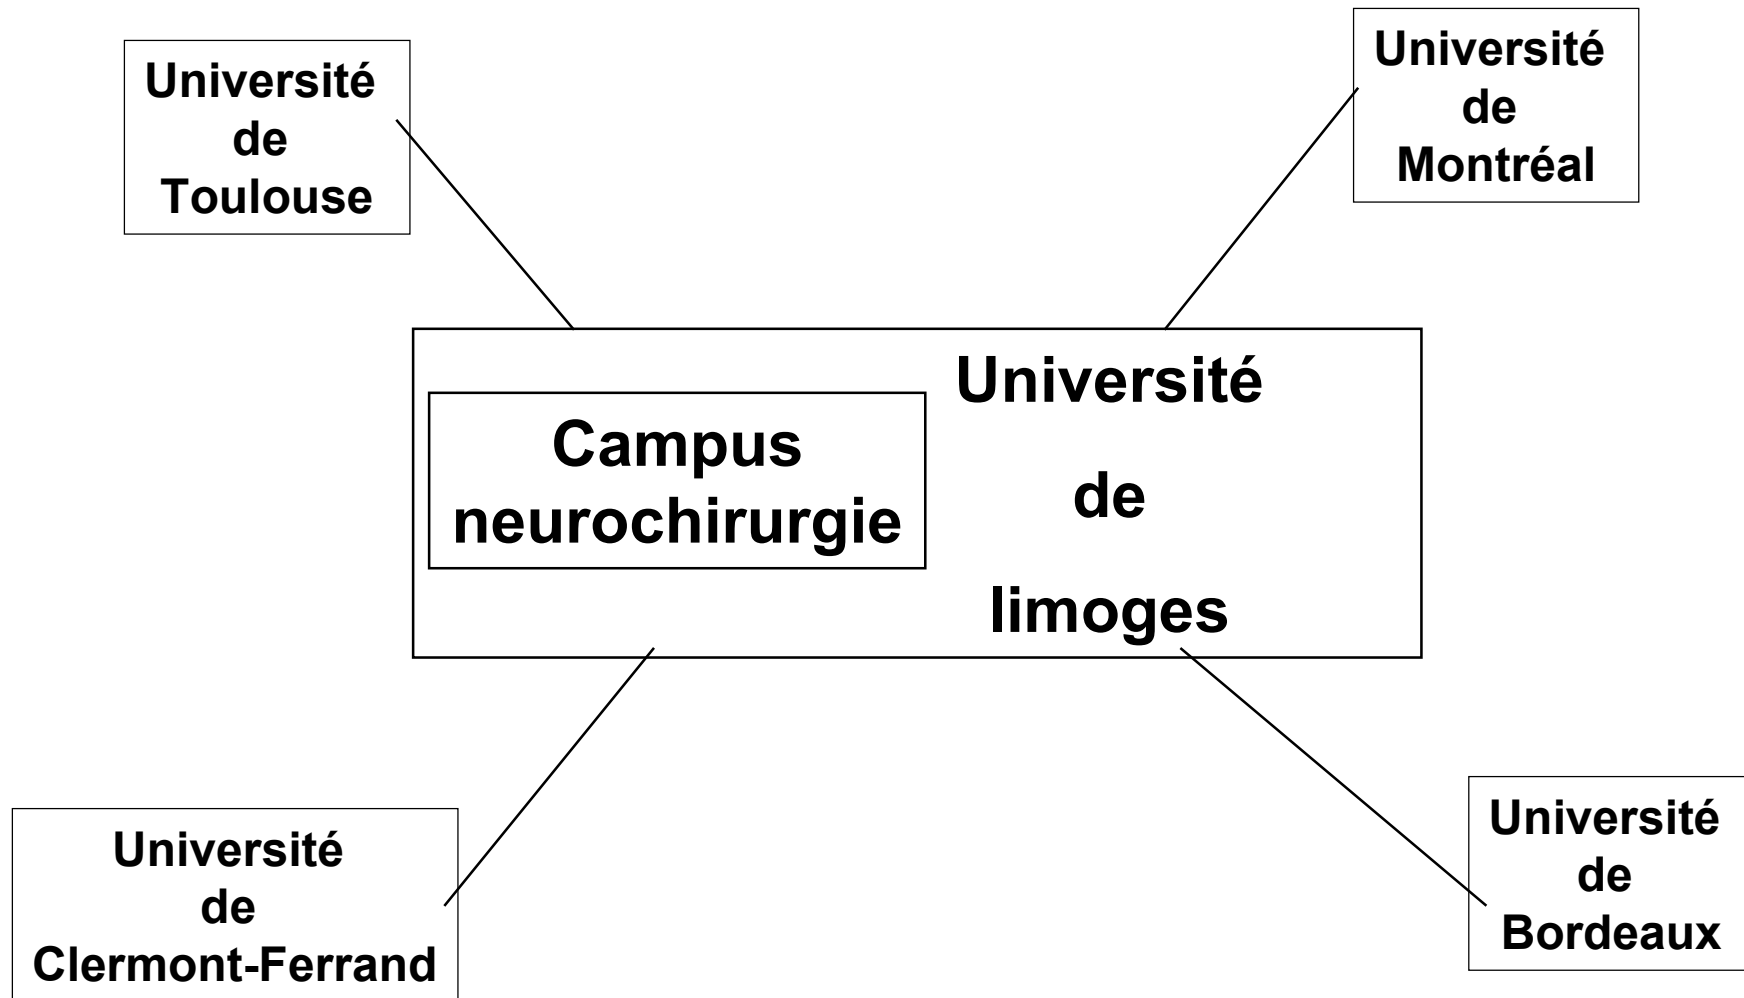 Université
de
Toulouse
Université
de
Montréal
Campus
neurochirurgie
Université
de
limoges
Université
de
Clermont-Ferrand
Université
de
Bordeaux